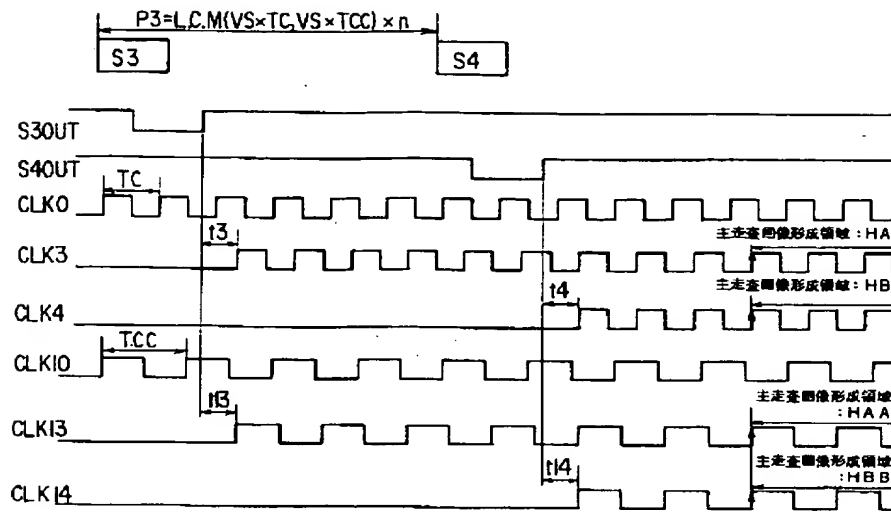 P3=L.C.M(VS×TC,VS×TCC)×n
S3
S4
S3OUT
S4OUT
TC
CLK0
主走査画像形成領域:HA
t3
CLK3
主走査画像形成領域:HB
t4
CLK4
TCC
CLK10
主走査画像形成領域
:HAA
t13
CLK13
主走査画像形成領域
:HBB
t14
CLK14